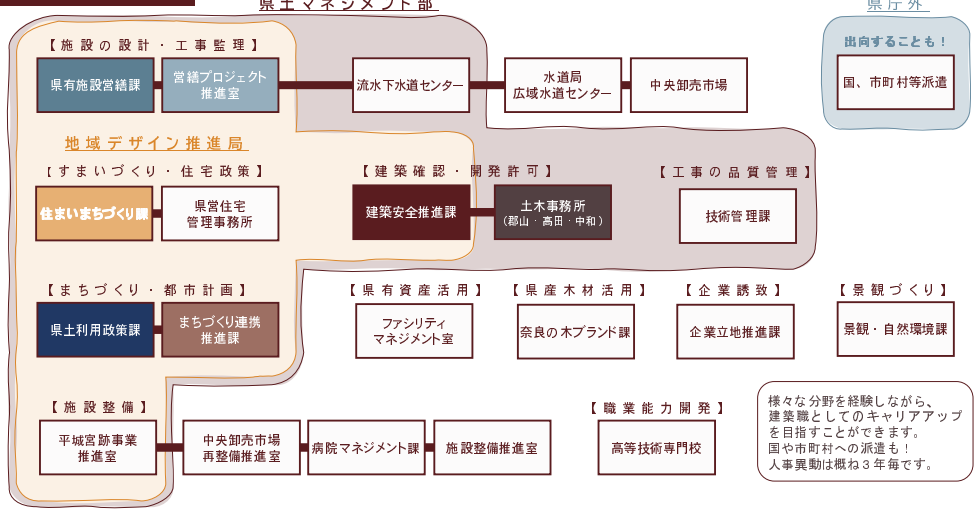 県土マネジメント部
県庁外
【施設の設計・工事監理】
出向することも！
県有施設営繕課
営繕プロジェクト
推進室
流水下水道センター
水道局
広域水道センター
中央卸売市場
国、市町村等派遣
地域デザイン推進局
【すまいづくり・住宅政策】
【建築確認・開発許可】
【工事の品質管理】
住まいまちづくり課
県営住宅
管理事務所
建築安全推進課
土木事務所
（郡山・高田・中和）
技術管理課
【まちづくり・都市計画】
【県有資産活用】
【県産木材活用】
【企業誘致】
【景観づくり】
県土利用政策課
まちづくり連携
推進課
ファシリティ
マネジメント室
奈良の木ブランド課
企業立地推進課
景観・自然環境課
【施設整備】
【職業能力開発】
平城宮跡事業
推進室
中央卸売市場
再整備推進室
病院マネジメント課
施設整備推進室
高等技術専門校
様々な分野を経験しながら、
建築職としてのキャリアアップ
を目指すことができます。
国や市町村への派遣も！
人事異動は概ね３年毎です。